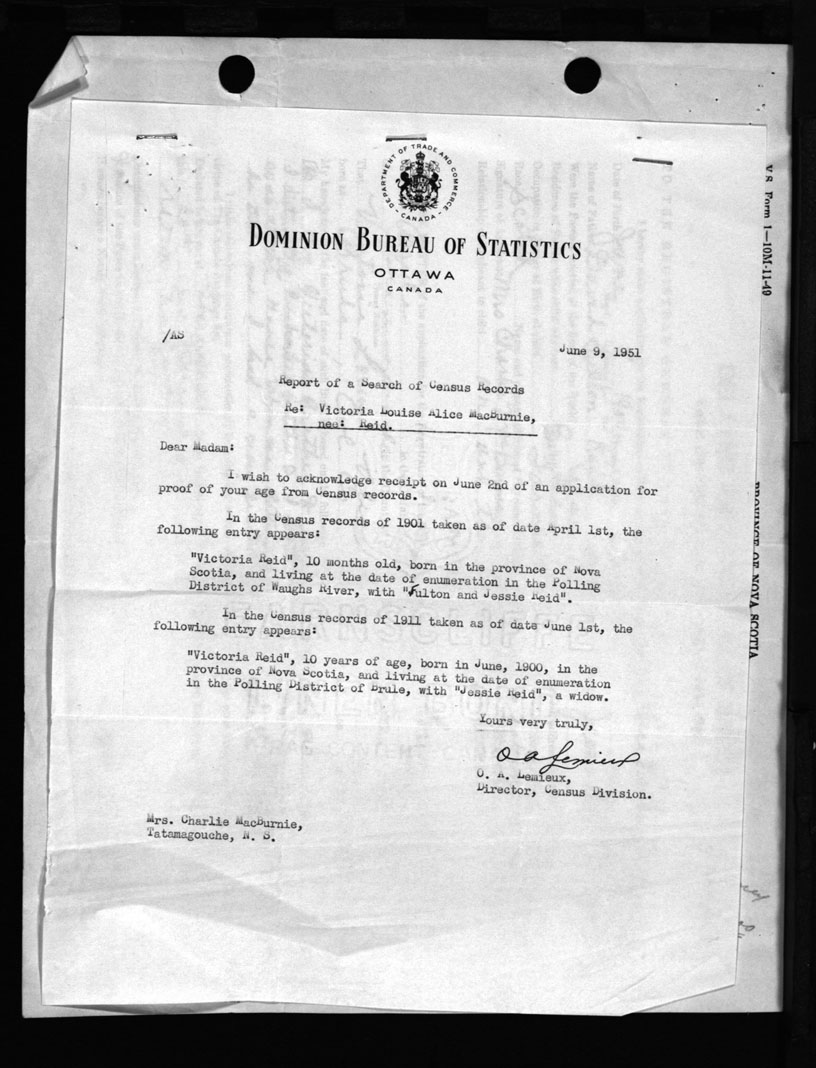 DEPARTMENT OF TRADE AND COMMERCE
CANADA
DOMINION BUREAU OF STATISTICS
OTTAWA
CANADA
/AS
June 9, 1951
Report of a Search of Census Records
Re: Victoria Louise Alice MacBurnie,
nee: Reid.
Dear Madam:
I wish to acknowledge receipt on June 2nd of an application for
proof of your age from Census records.
In the Census records of 1901 taken as of date April 1st, the
following entry appears:
"Victoria Reid", 10 months old, born in the province of Nova
Scotia, and living at the date of enumeration in the Polling
District of Waughs River, with "Fulton and Jessie Reid".
In the Census records of 1911 taken as of date June 1st, the
following entry appears:
"Victoria Reid", 10 years of age, born in June, 1900, in the
province of Nova Scotia, and living at the date of enumeration
in the Polling District of Brule, with "Jessie Reid", a widow.
Yours very truly,
O A Lemieux
O. A. Lemieux,
Director, Census Division.
Mrs. Charlie MacBurnie,
Tatamagouche, N. S.
V.S. Form 1—10M-11-49
PROVINCE OF NOVA SCOTIA